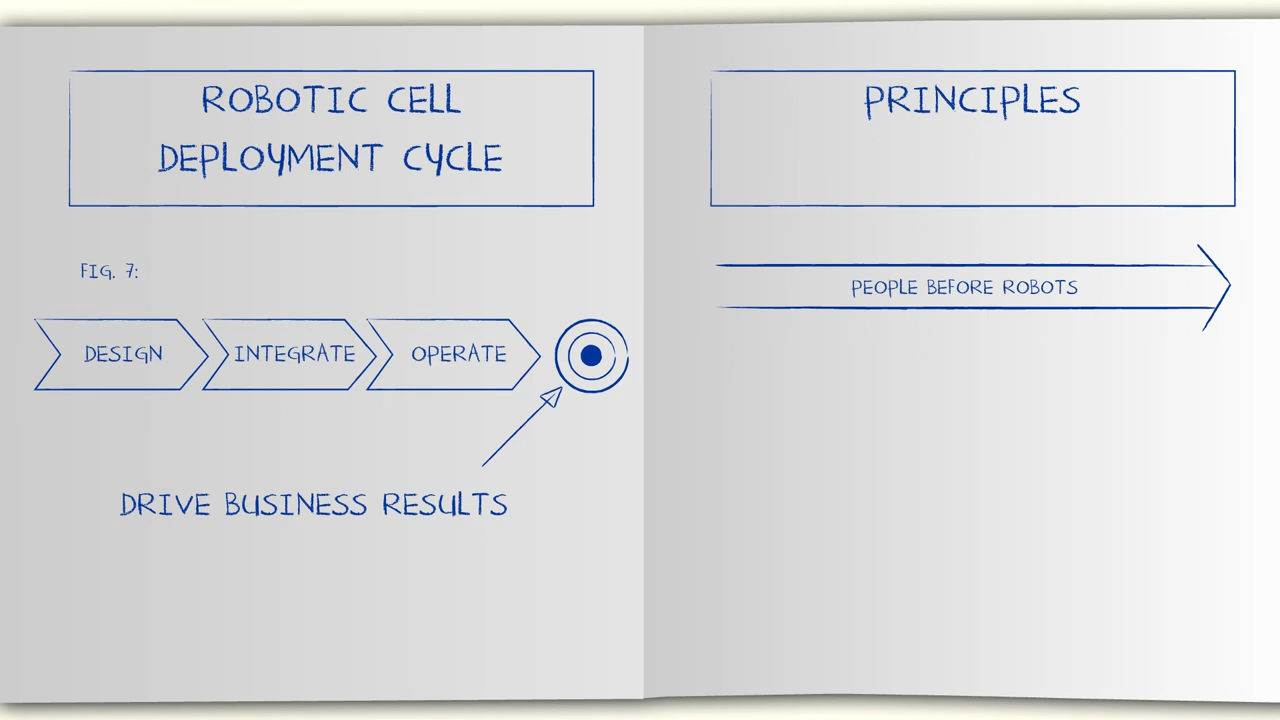 ROBOTIC CELL
DEPLOYMENT CYCLE
FIG. 7:
DESIGN
INTEGRATE
OPERATE
DRIVE BUSINESS RESULTS
PRINCIPLES
PEOPLE BEFORE ROBOTS